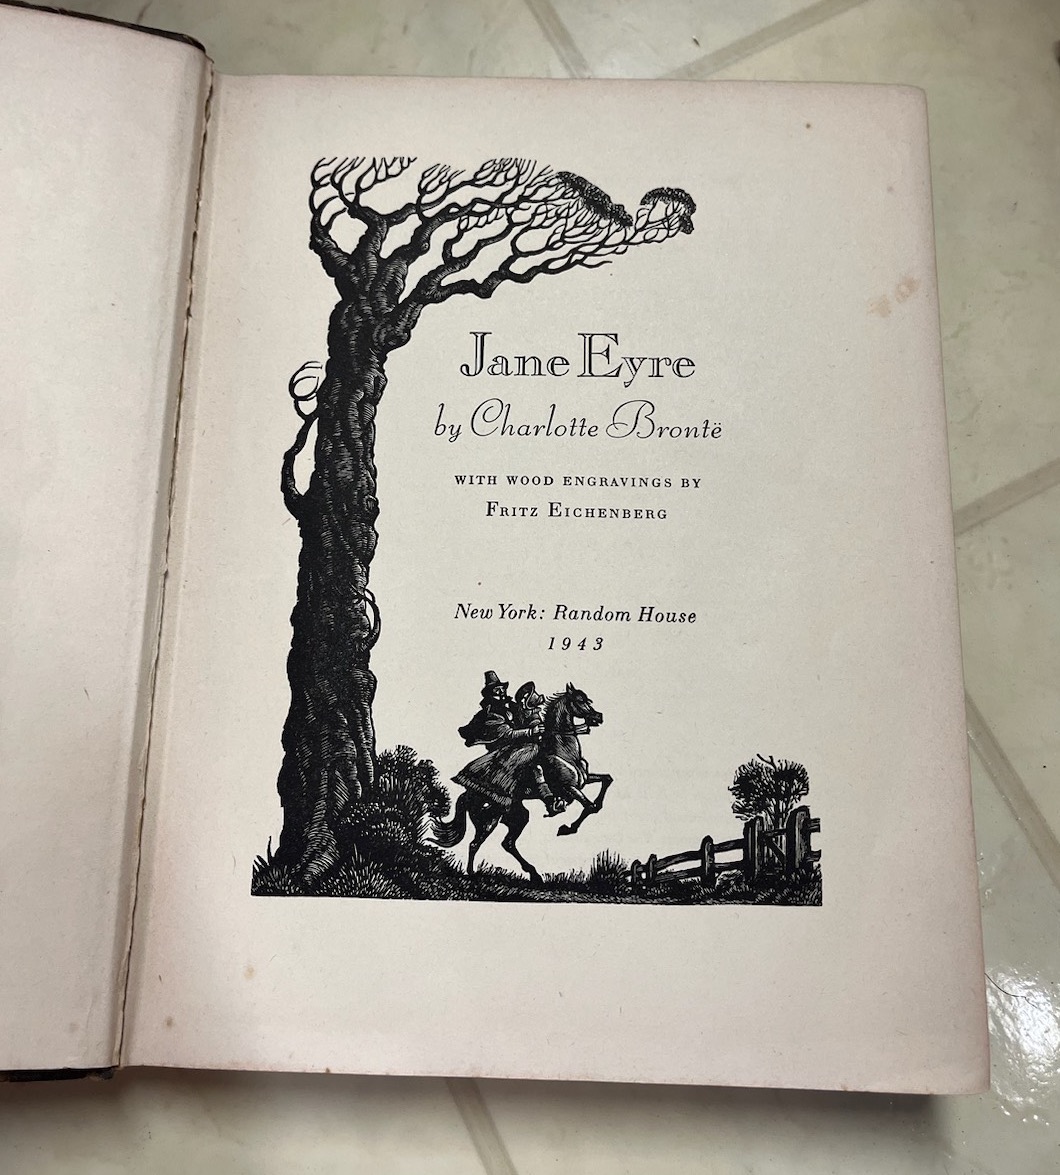 Jane Eyre
by Charlotte Brontë
WITH WOOD ENGRAVINGS BY
FRITZ EICHENBERG
New York: Random House
1943